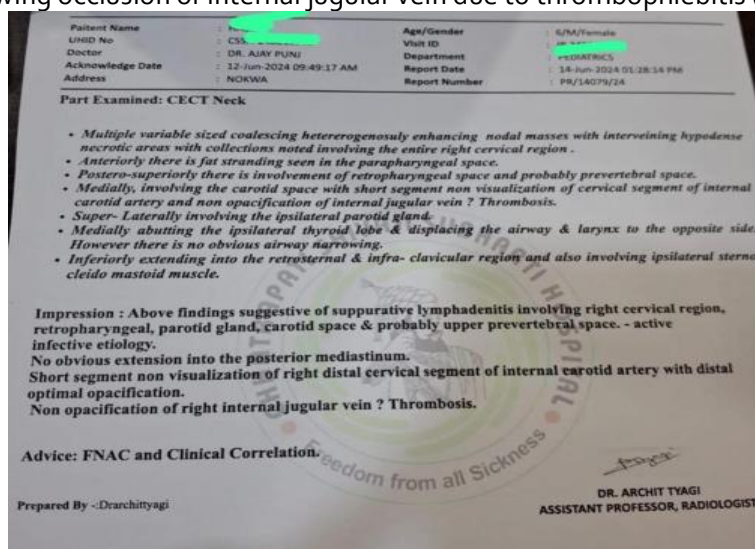 wing occlusion of internal jugular vein due to thrombophlebitis
Paitent Name :
UHID No :
Doctor : DR. AJAY PUNJ
Acknowledge Date : 12-Jun-2024 09:49:17 AM
Address : NOKWA
Age/Gender : 6/M/Female
Visit ID :
Department : PEDIATRICS
Report Date : 14-Jun-2024 01:28:14 PM
Report Number : PR/14079/24
Part Examined: CECT Neck
• Multiple variable sized coalescing hetererogenosuly enhancing nodal masses with interveining hypodense
necrotic areas with collections noted involving the entire right cervical region .
• Anteriorly there is fat stranding seen in the parapharyngeal space.
• Postero-superiorly there is involvement of retropharyngeal space and probably prevertebral space.
• Medially, involving the carotid space with short segment non visualization of cervical segment of internal
carotid artery and non opacification of internal jugular vein ? Thrombosis.
• Super- Laterally involving the ipsilateral parotid gland.
• Medially abutting the ipsilateral thyroid lobe & displacing the airway & larynx to the opposite side.
However there is no obvious airway narrowing.
• Inferiorly extending into the retrosternal & infra- clavicular region and also involving ipsilateral sterno
cleido mastoid muscle.
Impression : Above findings suggestive of suppurative lymphadenitis involving right cervical region,
retropharyngeal, parotid gland, carotid space & probably upper prevertebral space. - active
infective etiology.
No obvious extension into the posterior mediastinum.
Short segment non visualization of right distal cervical segment of internal carotid artery with distal
optimal opacification.
Non opacification of right internal jugular vein ? Thrombosis.
Advice: FNAC and Clinical Correlation.
Freedom from all Sickness
Prepared By -:Drarchittyagi
DR. ARCHIT TYAGI
ASSISTANT PROFESSOR, RADIOLOGIST